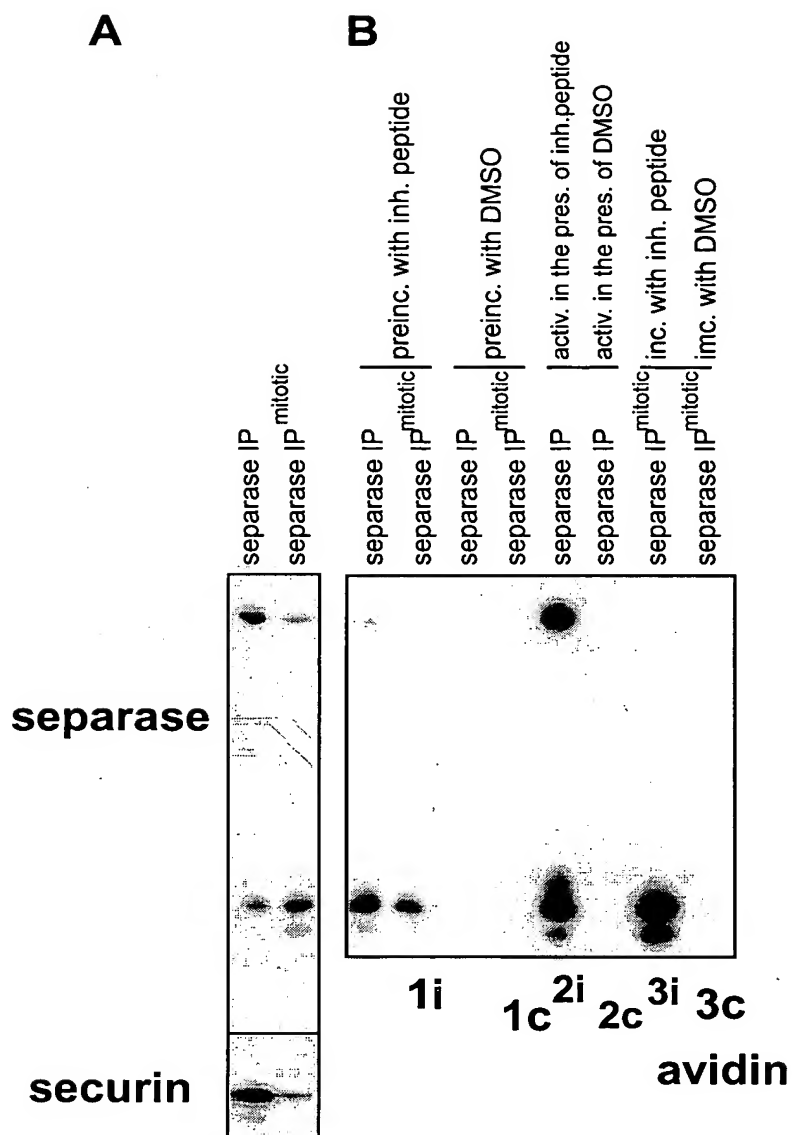 A
B
preinc. with inh. peptide
preinc. with DMSO
activ. in the pres. of inh.peptide
activ. in the pres. of DMSO
inc. with inh. peptide
imc. with DMSO
separase IP
separase IP mitotic
separase IP
separase IP mitotic
separase IP
separase IP mitotic
separase IP
separase IP
separase IP mitotic
separase IP mitotic
separase
securin
1i
1c
2i
2c
3i
3c
avidin